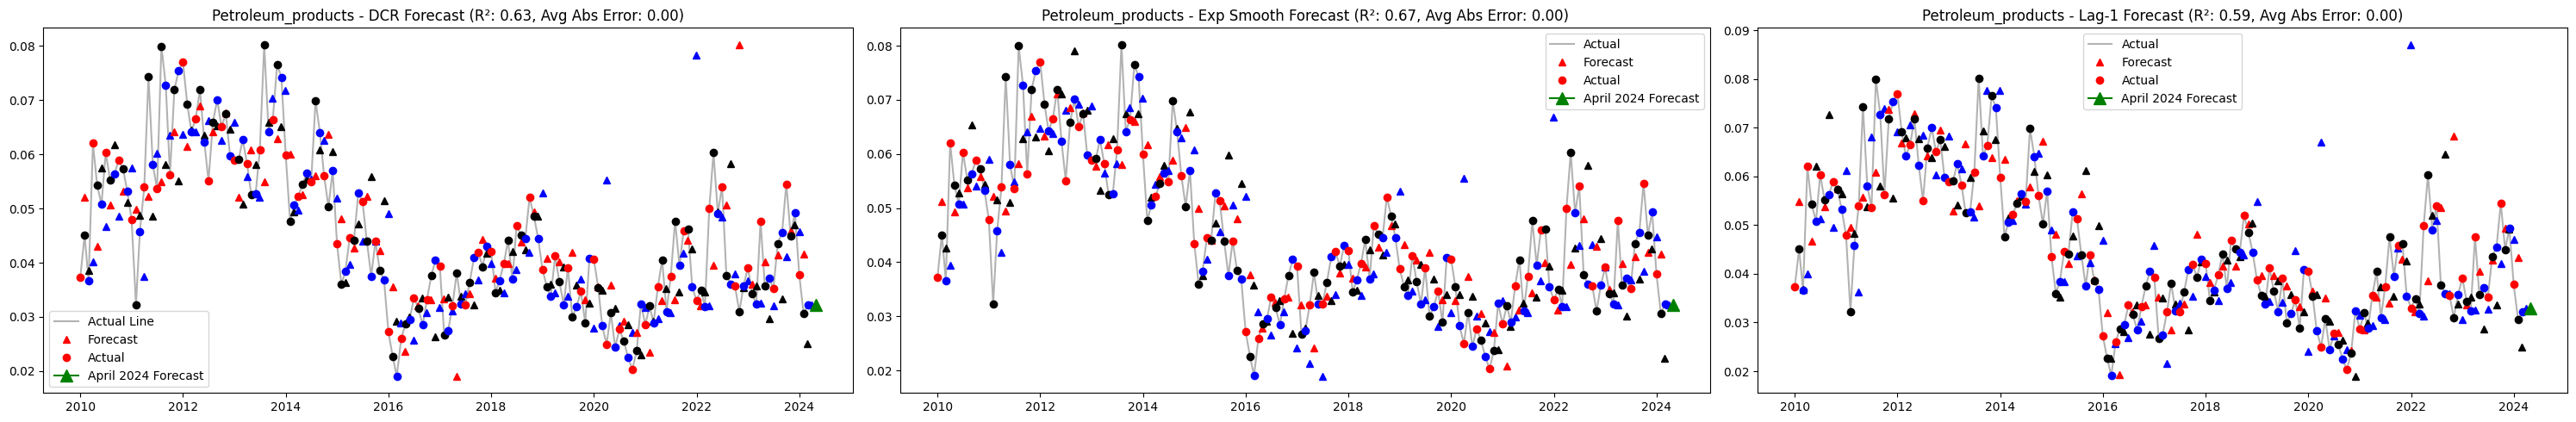 Petroleum_products - DCR Forecast (R²: 0.63, Avg Abs Error: 0.00)
0.08
0.07
0.06
0.05
0.04
0.03
0.02
Actual Line
Forecast
Actual
April 2024 Forecast
2010 2012 2014 2016 2018 2020 2022 2024
Petroleum_products - Exp Smooth Forecast (R²: 0.67, Avg Abs Error: 0.00)
0.08
0.07
0.06
0.05
0.04
0.03
0.02
Actual
Forecast
Actual
April 2024 Forecast
2010 2012 2014 2016 2018 2020 2022 2024
Petroleum_products - Lag-1 Forecast (R²: 0.59, Avg Abs Error: 0.00)
0.09
0.08
0.07
0.06
0.05
0.04
0.03
0.02
Actual
Forecast
Actual
April 2024 Forecast
2010 2012 2014 2016 2018 2020 2022 2024